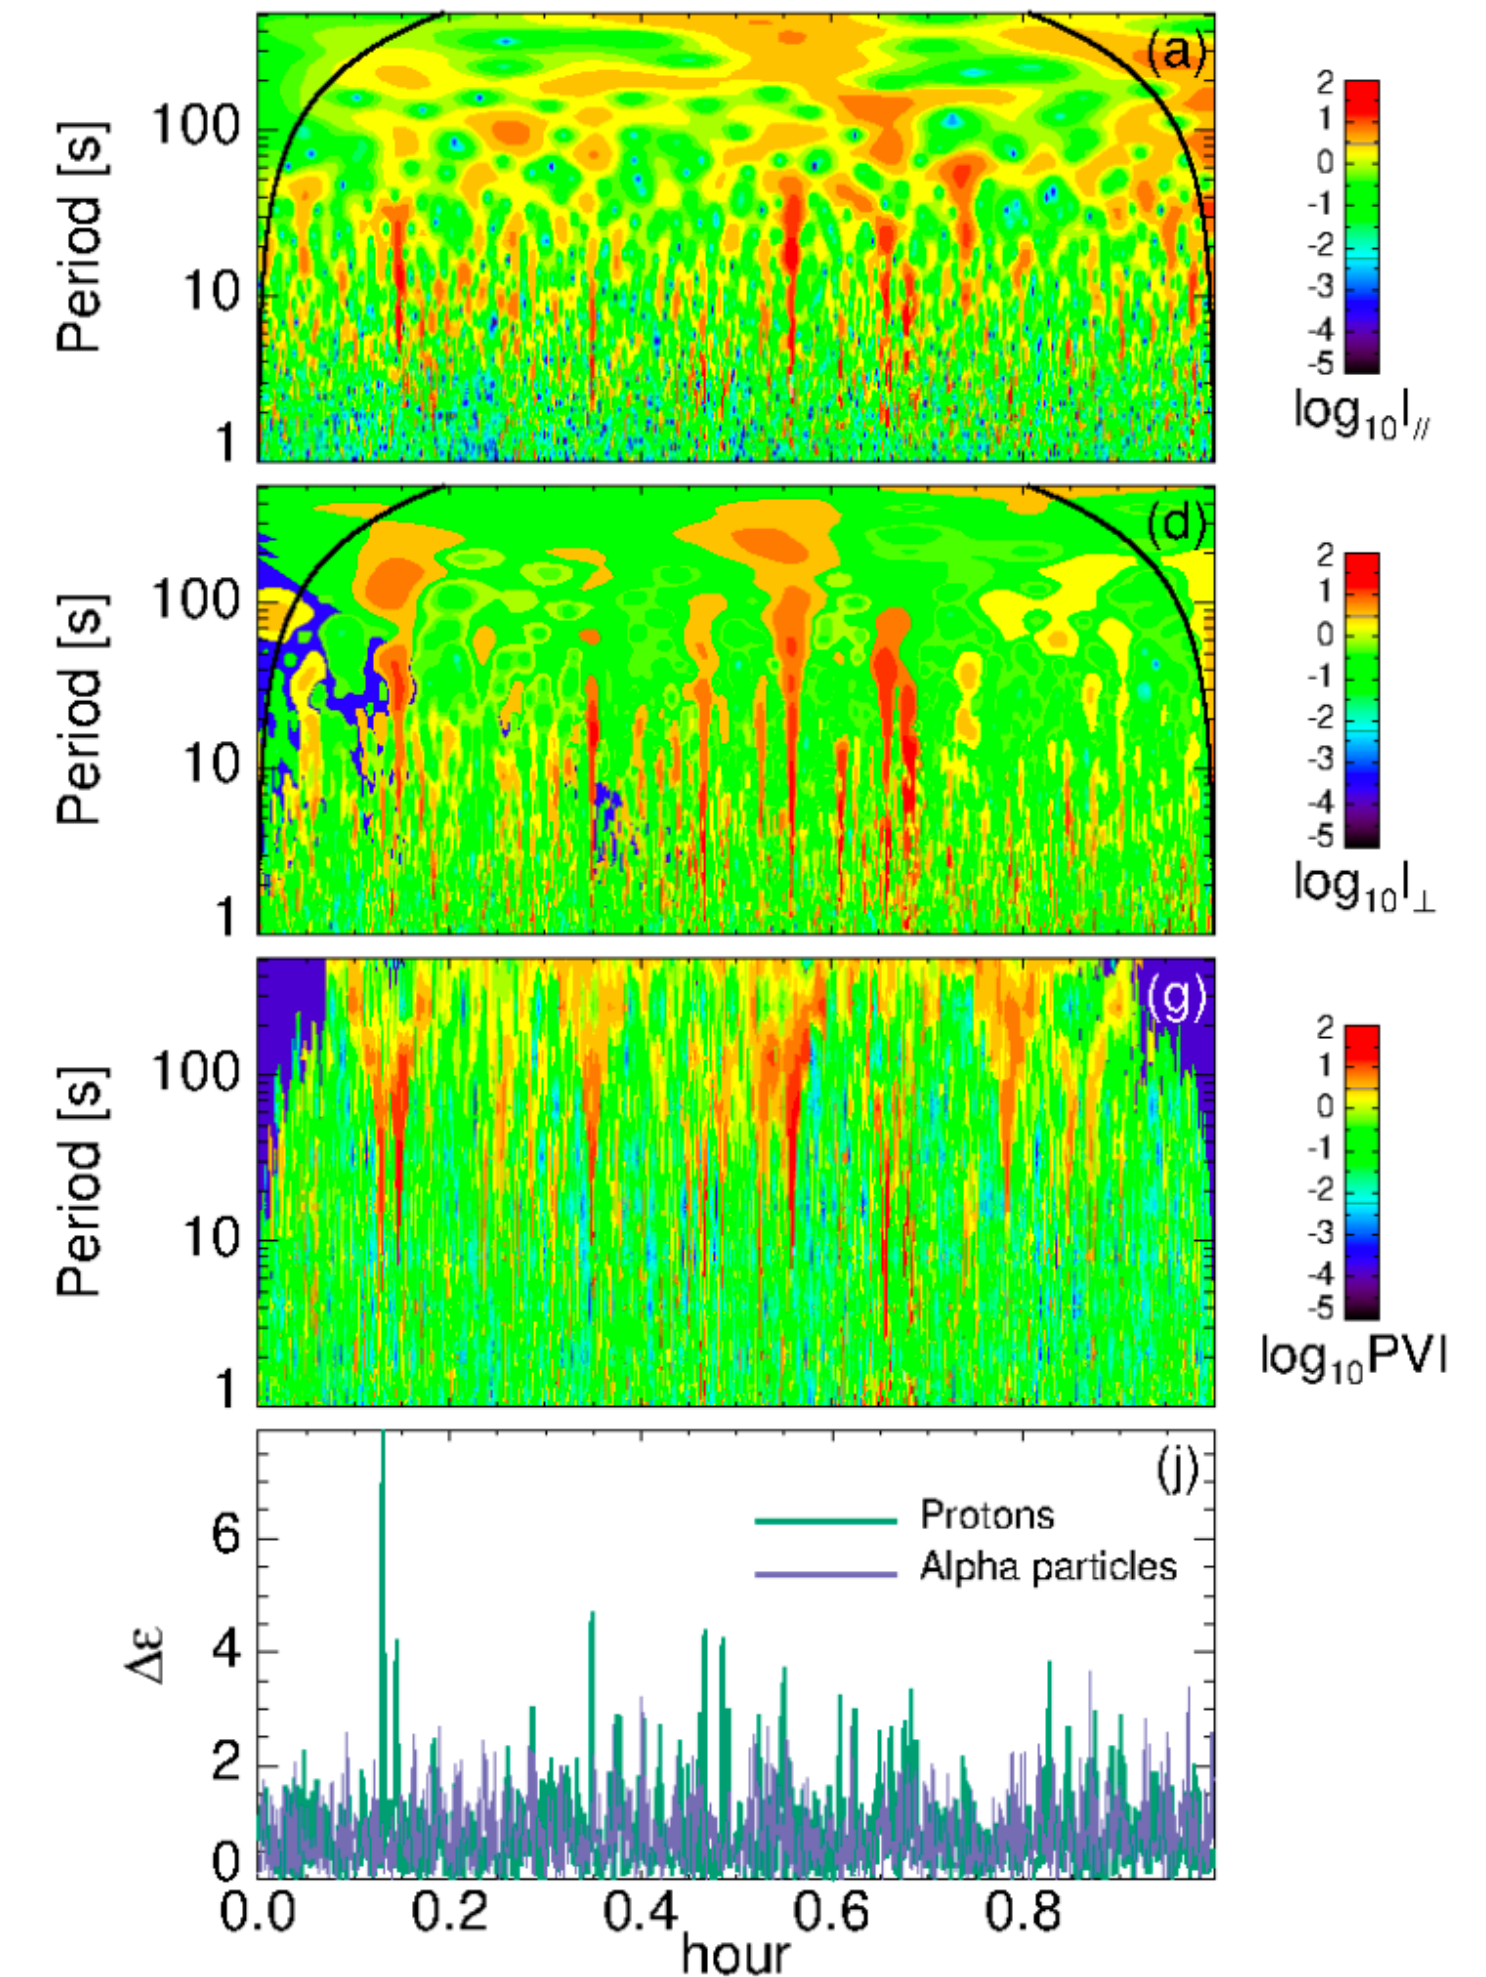 (a)
Period [s]
100
10
1
2
1
0
-1
-2
-3
-4
-5
log₁₀I//
(d)
Period [s]
100
10
1
2
1
0
-1
-2
-3
-4
-5
log₁₀I⊥
(g)
Period [s]
100
10
1
2
1
0
-1
-2
-3
-4
-5
log₁₀PVI
(j)
Protons
Alpha particles
Δε
6
4
2
0
0.0 0.2 0.4 0.6 0.8
hour